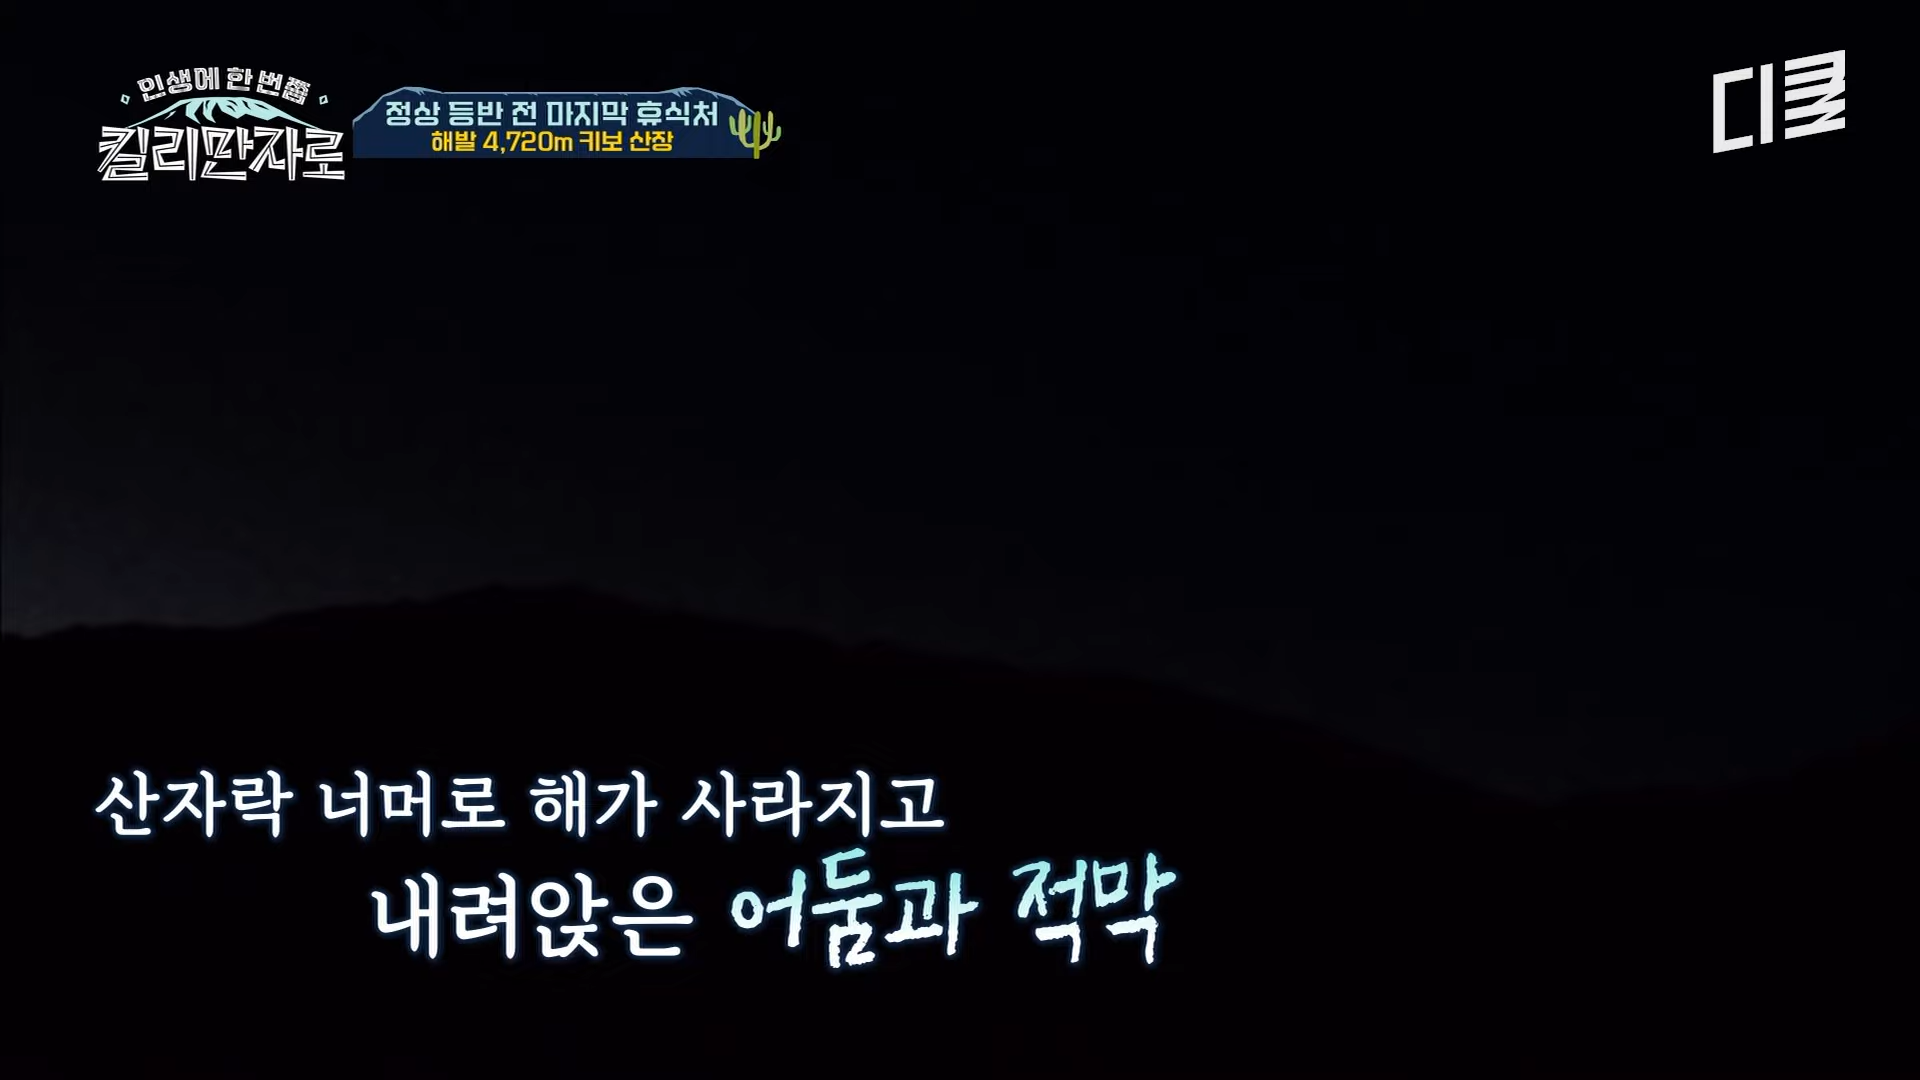 인생에 한 번쯤
킬리만자로
정상 등반 전 마지막 휴식처
해발 4,720m 키보 산장
디클
산자락 너머로 해가 사라지고
내려앉은 어둠과 적막